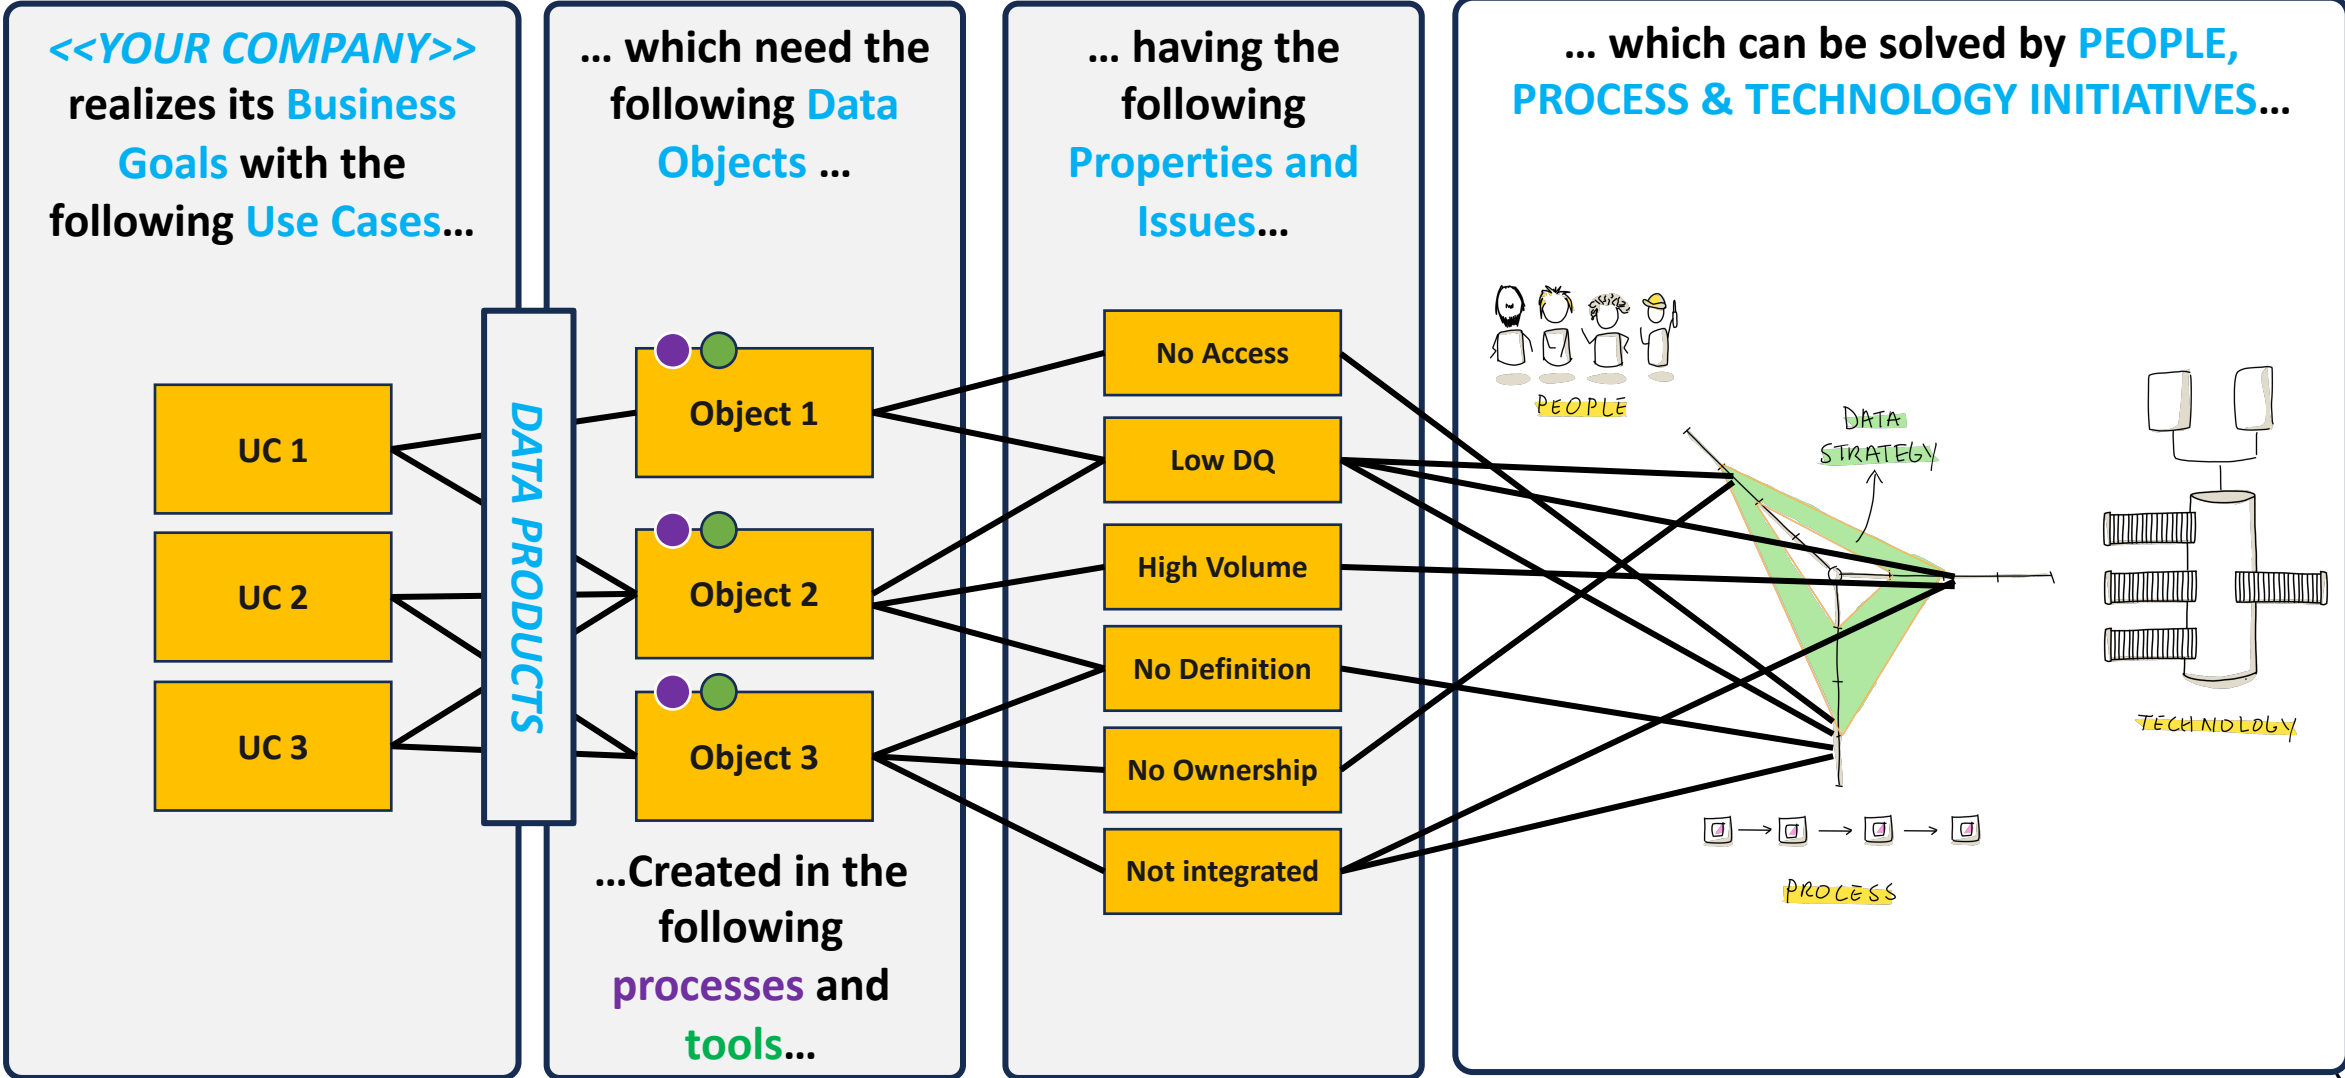 <<YOUR COMPANY>>
realizes its Business
Goals with the
following Use Cases...
UC 1
UC 2
UC 3
DATA PRODUCTS
... which need the
following Data
Objects ...
Object 1
Object 2
Object 3
...Created in the
following
processes and
tools...
... having the
following
Properties and
Issues...
No Access
Low DQ
High Volume
No Definition
No Ownership
Not integrated
... which can be solved by PEOPLE,
PROCESS & TECHNOLOGY INITIATIVES...
PEOPLE
DATA
STRATEGY
TECHNOLOGY
PROCESS